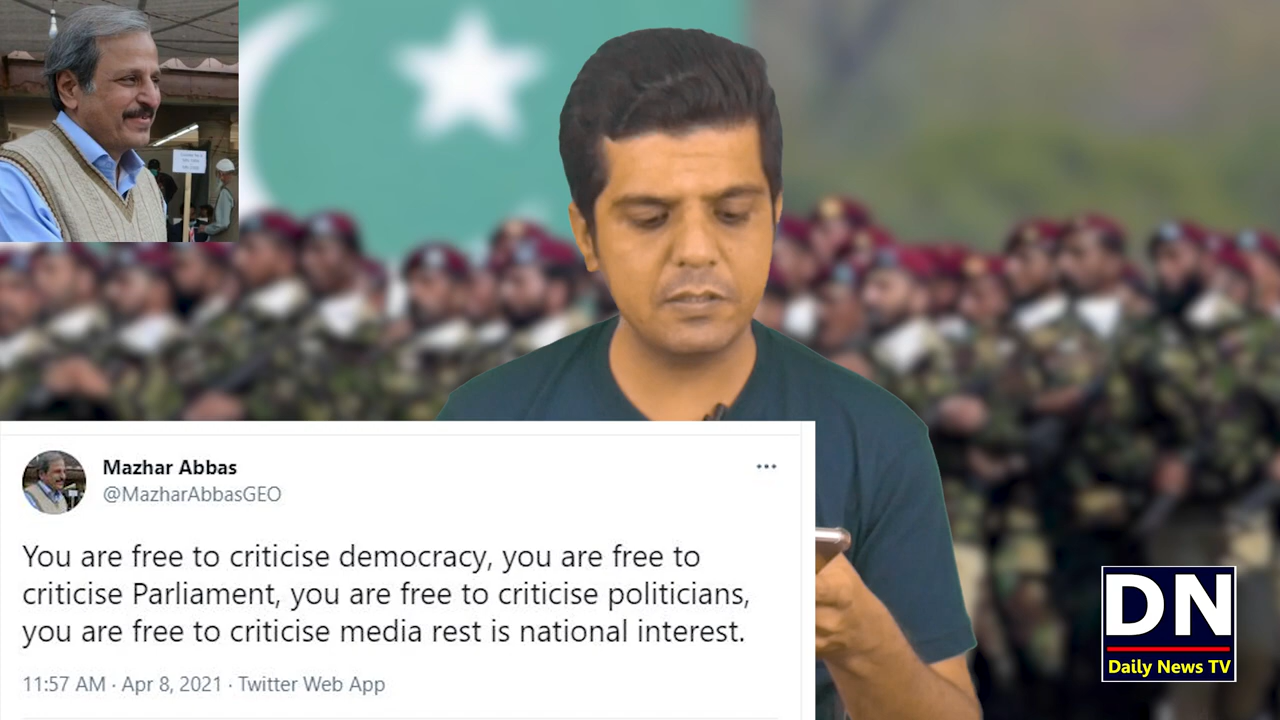 Mazhar Abbas
@MazharAbbasGEO
You are free to criticise democracy, you are free to
criticise Parliament, you are free to criticise politicians,
you are free to criticise media rest is national interest.
11:57 AM · Apr 8, 2021 · Twitter Web App
DN
Daily News TV